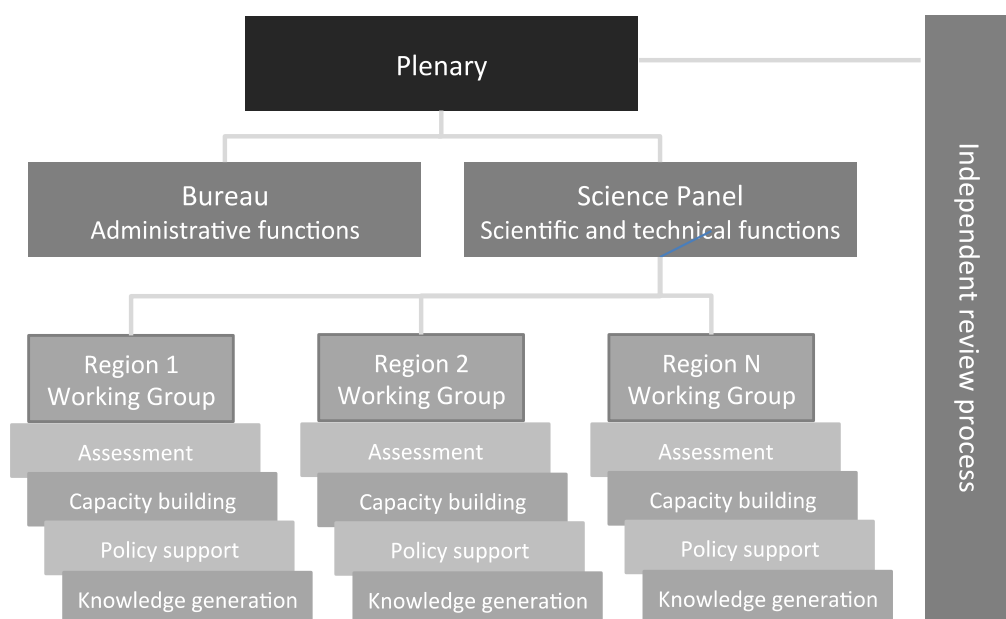 Plenary
Bureau
Administrative functions
Science Panel
Scientific and technical functions
Region 1
Working Group
Assessment
Capacity building
Policy support
Knowledge generation
Region 2
Working Group
Assessment
Capacity building
Policy support
Knowledge generation
Region N
Working Group
Assessment
Capacity building
Policy support
Knowledge generation
Independent review process